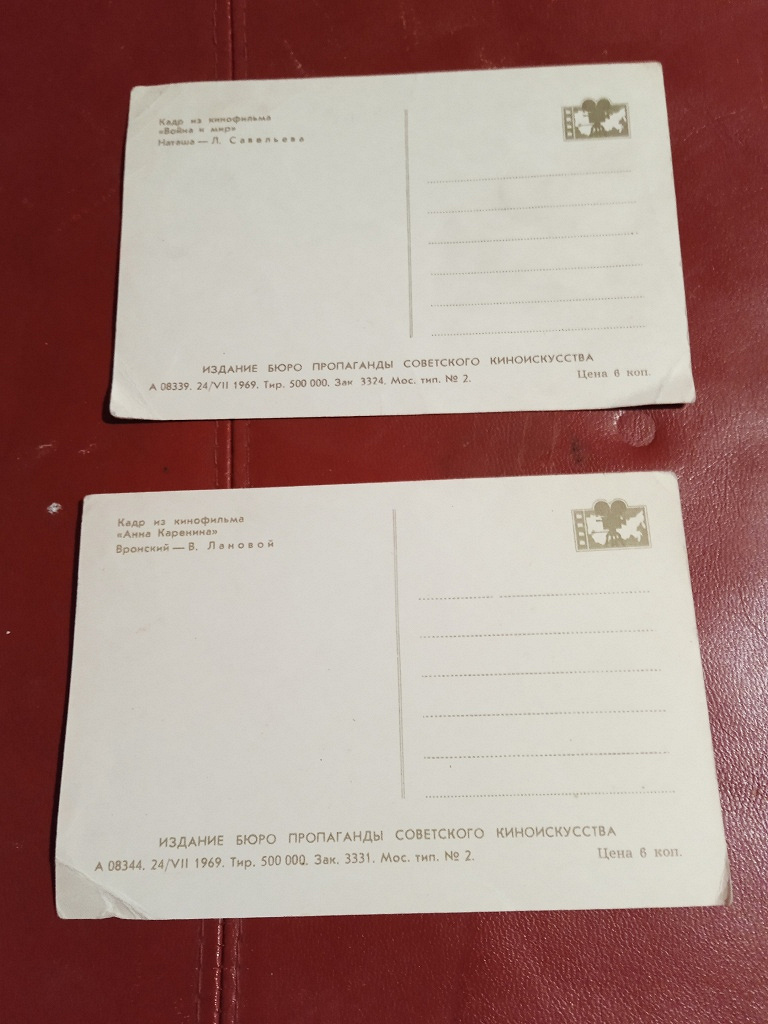 Кадр из кинофильма
«Война и мир»
Наташа — Л. Савельева
ИЗДАНИЕ БЮРО ПРОПАГАНДЫ СОВЕТСКОГО КИНОИСКУССТВА
А 08339. 24/VII 1969. Тир. 500 000. Зак 3324. Мос. тип. № 2.
Цена 6 коп.
Кадр из кинофильма
«Анна Каренина»
Вронский — В. Лановой
ИЗДАНИЕ БЮРО ПРОПАГАНДЫ СОВЕТСКОГО КИНОИСКУССТВА
А 08344. 24/VII 1969. Тир. 500 000. Зак. 3331. Мос. тип. № 2.
Цена 6 коп.